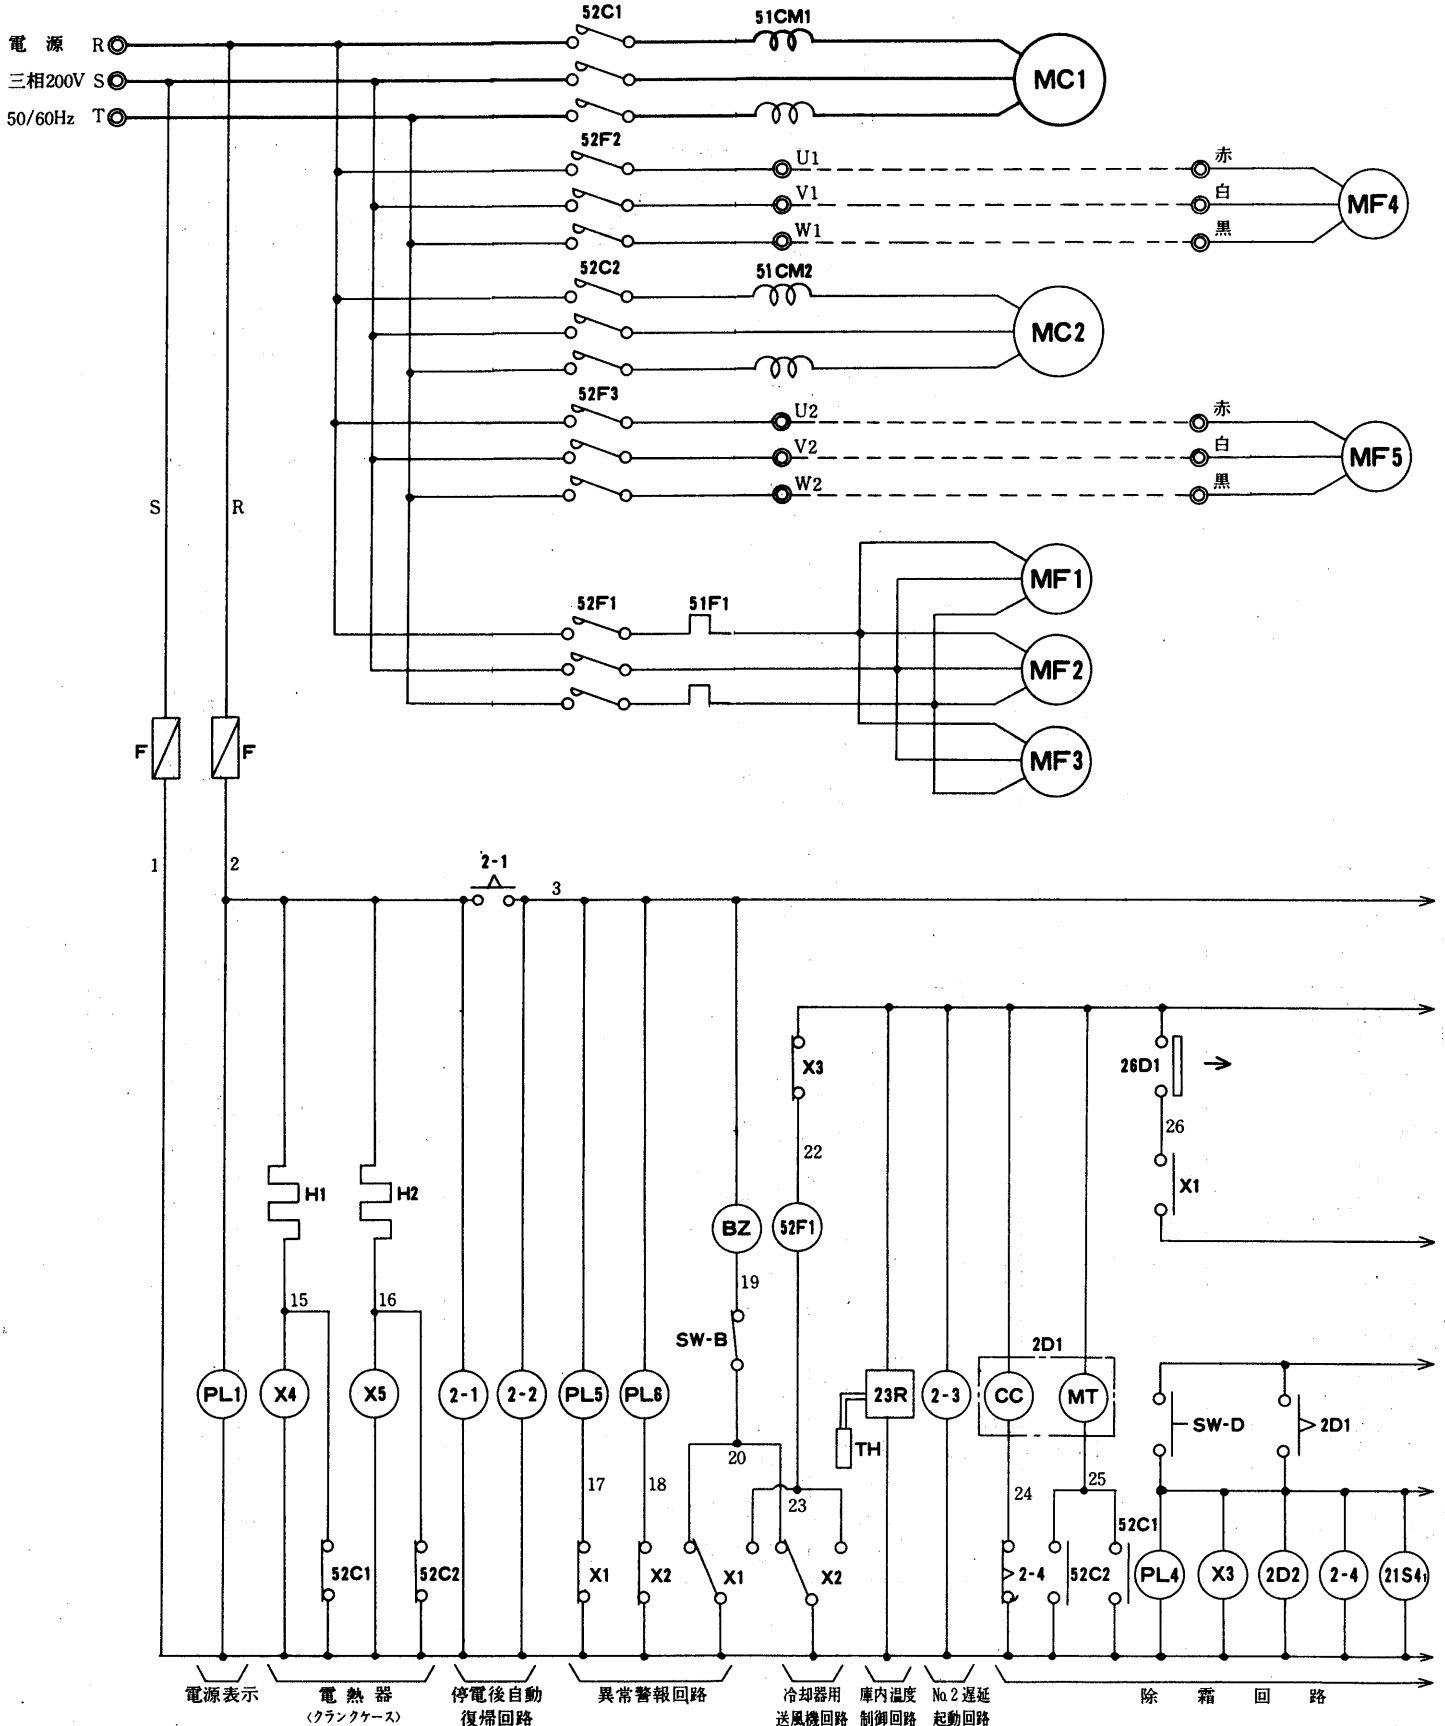 52C1
51CM1
電源 R
三相200V S
50/60Hz T
MC1
52F2
U1
赤
V1
白
MF4
W1
黒
52C2
51CM2
MC2
52F3
U2
赤
V2
白
MF5
W2
黒
S
R
MF1
52F1
51F1
MF2
F
F
MF3
1
2
2-1
3
X3
26D1
22
26
X1
H1
H2
BZ
52F1
19
15
16
SW-B
2D1
PL1
X4
X5
2-1
2-2
PL5
PL6
23R
2-3
CC
MT
SW-D
2D1
TH
20
17
18
23
24
25
52C1
52C1
52C2
X1
X2
X1
X2
2-4
52C2
PL4
X3
2D2
2-4
21S4₁
電源表示
電熱器
〈クランクケース〉
停電後自動
復帰回路
異常警報回路
冷却器用
送風機回路
庫内温度
制御回路
No.2遅延
起動回路
除霜回路